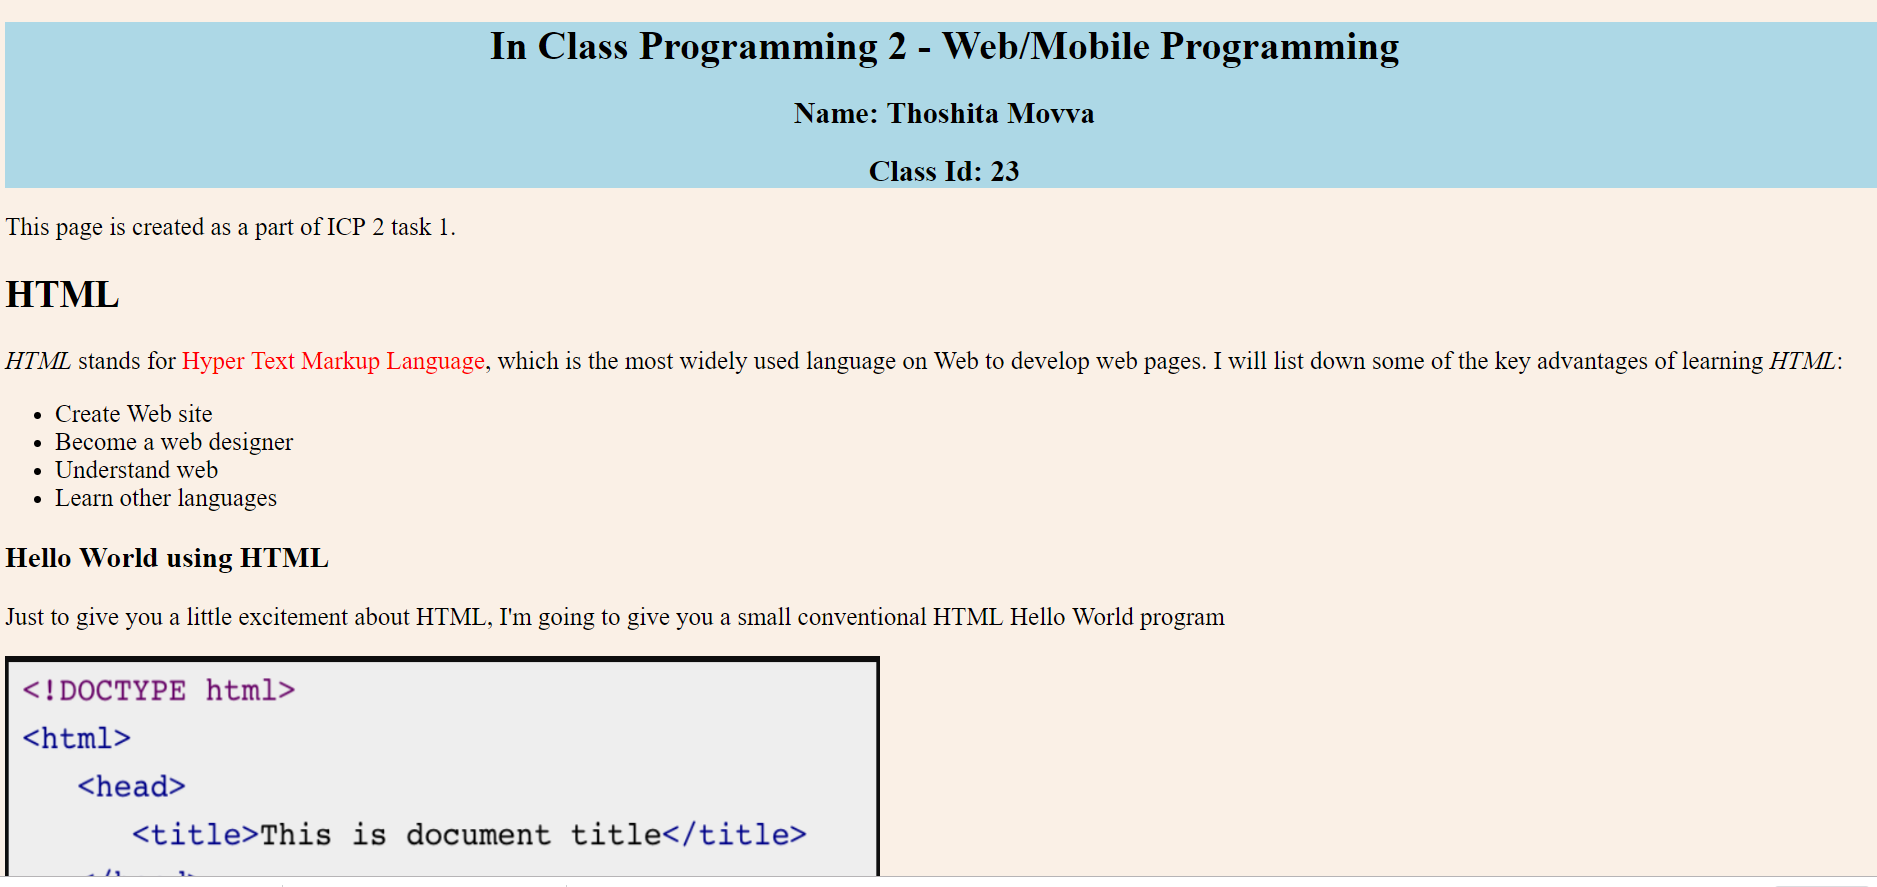 In Class Programming 2 - Web/Mobile Programming
Name: Thoshita Movva
Class Id: 23
This page is created as a part of ICP 2 task 1.
HTML
HTML stands for Hyper Text Markup Language, which is the most widely used language on Web to develop web pages. I will list down some of the key advantages of learning HTML:
• Create Web site
• Become a web designer
• Understand web
• Learn other languages
Hello World using HTML
Just to give you a little excitement about HTML, I'm going to give you a small conventional HTML Hello World program
<!DOCTYPE html>
<html>
<head>
<title>This is document title</title>